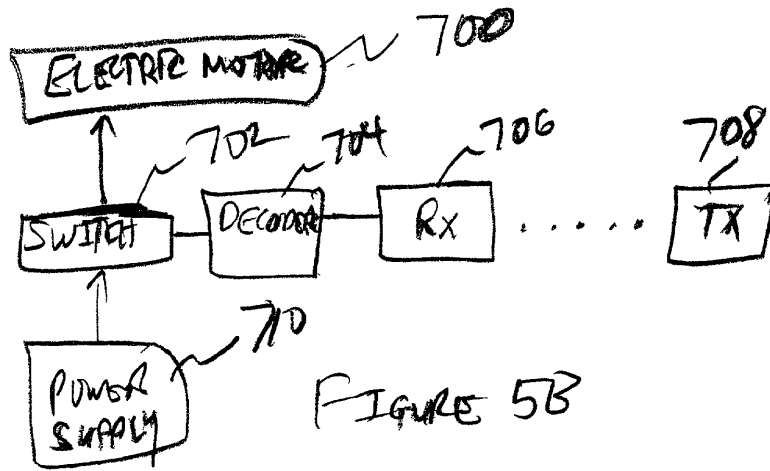 700
ELECTRIC MOTOR
702
704
706
708
SWITCH
DECODER
RX
TX
710
POWER
SUPPLY
FIGURE 5B